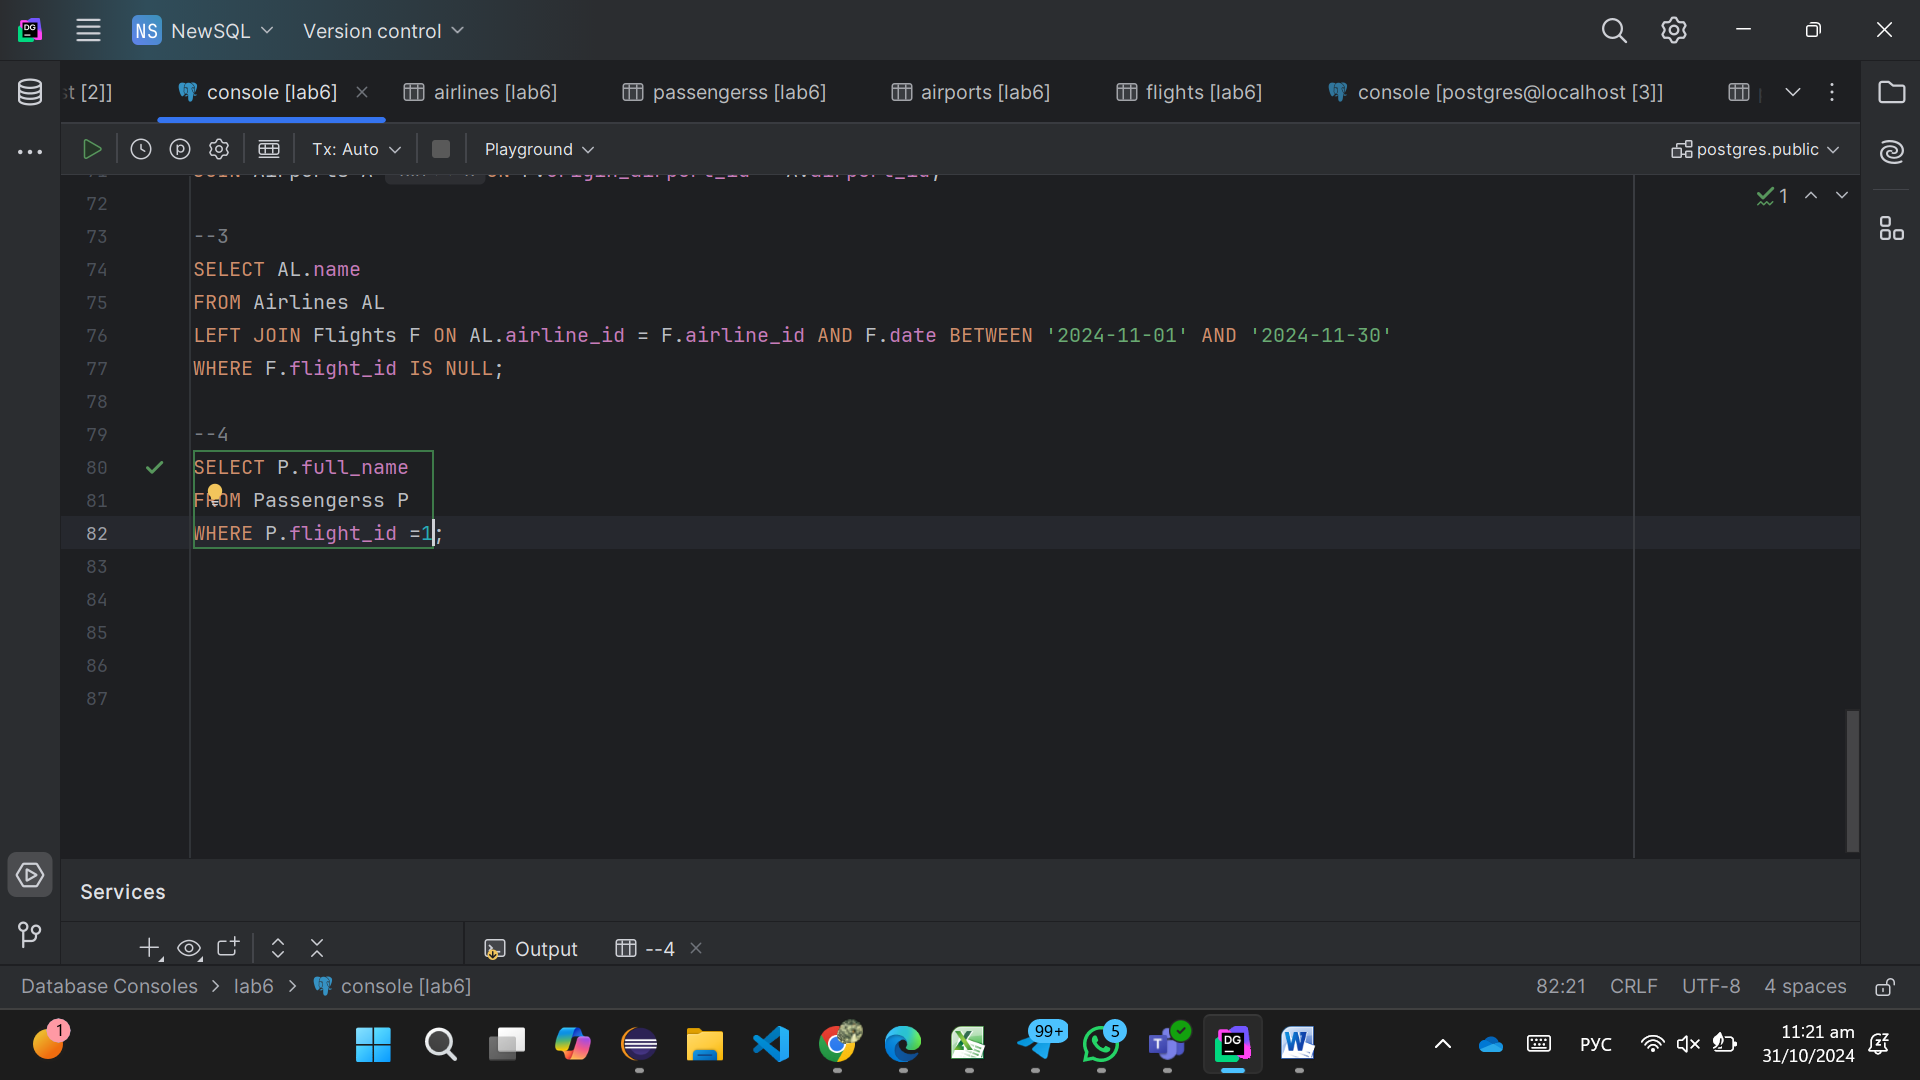 DG
NS NewSQL Version control
st [2]] console [lab6] airlines [lab6] passengerss [lab6] airports [lab6] flights [lab6] console [postgres@localhost [3]]
Tx: Auto Playground postgres.public
1
72
73 --3
74 SELECT AL.name
75 FROM Airlines AL
76 LEFT JOIN Flights F ON AL.airline_id = F.airline_id AND F.date BETWEEN '2024-11-01' AND '2024-11-30'
77 WHERE F.flight_id IS NULL;
78
79 --4
80 SELECT P.full_name
81 FROM Passengerss P
82 WHERE P.flight_id =1;
83
84
85
86
87
Services
Output --4
Database Consoles > lab6 > console [lab6] 82:21 CRLF UTF-8 4 spaces
1 99+ 5 DG РУС 11:21 am
31/10/2024